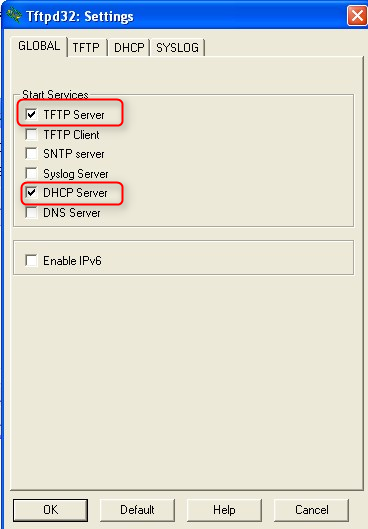 Tftpd32: Settings
GLOBAL TFTP DHCP SYSLOG
Start Services
TFTP Server
TFTP Client
SNTP server
Syslog Server
DHCP Server
DNS Server
Enable IPv6
OK Default Help Cancel